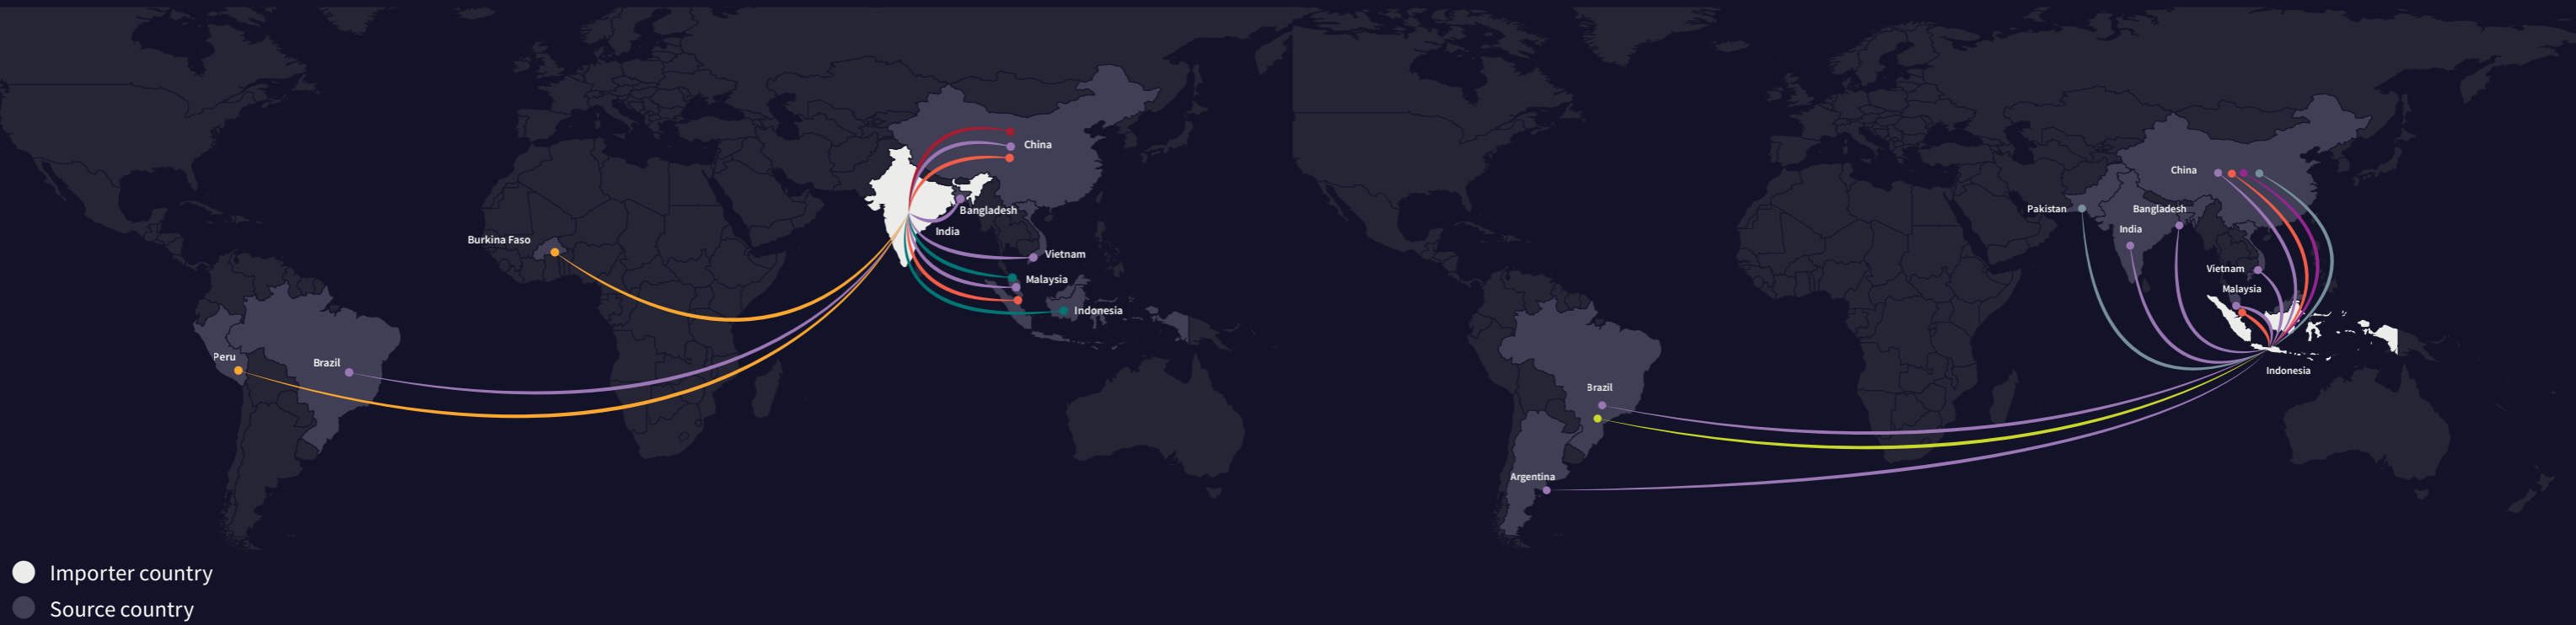 China
Bangladesh
India
Burkina Faso
Vietnam
Malaysia
Indonesia
Peru
Brazil
China
Pakistan
Bangladesh
India
Vietnam
Malaysia
Indonesia
Brazil
Argentina
Importer country
Source country